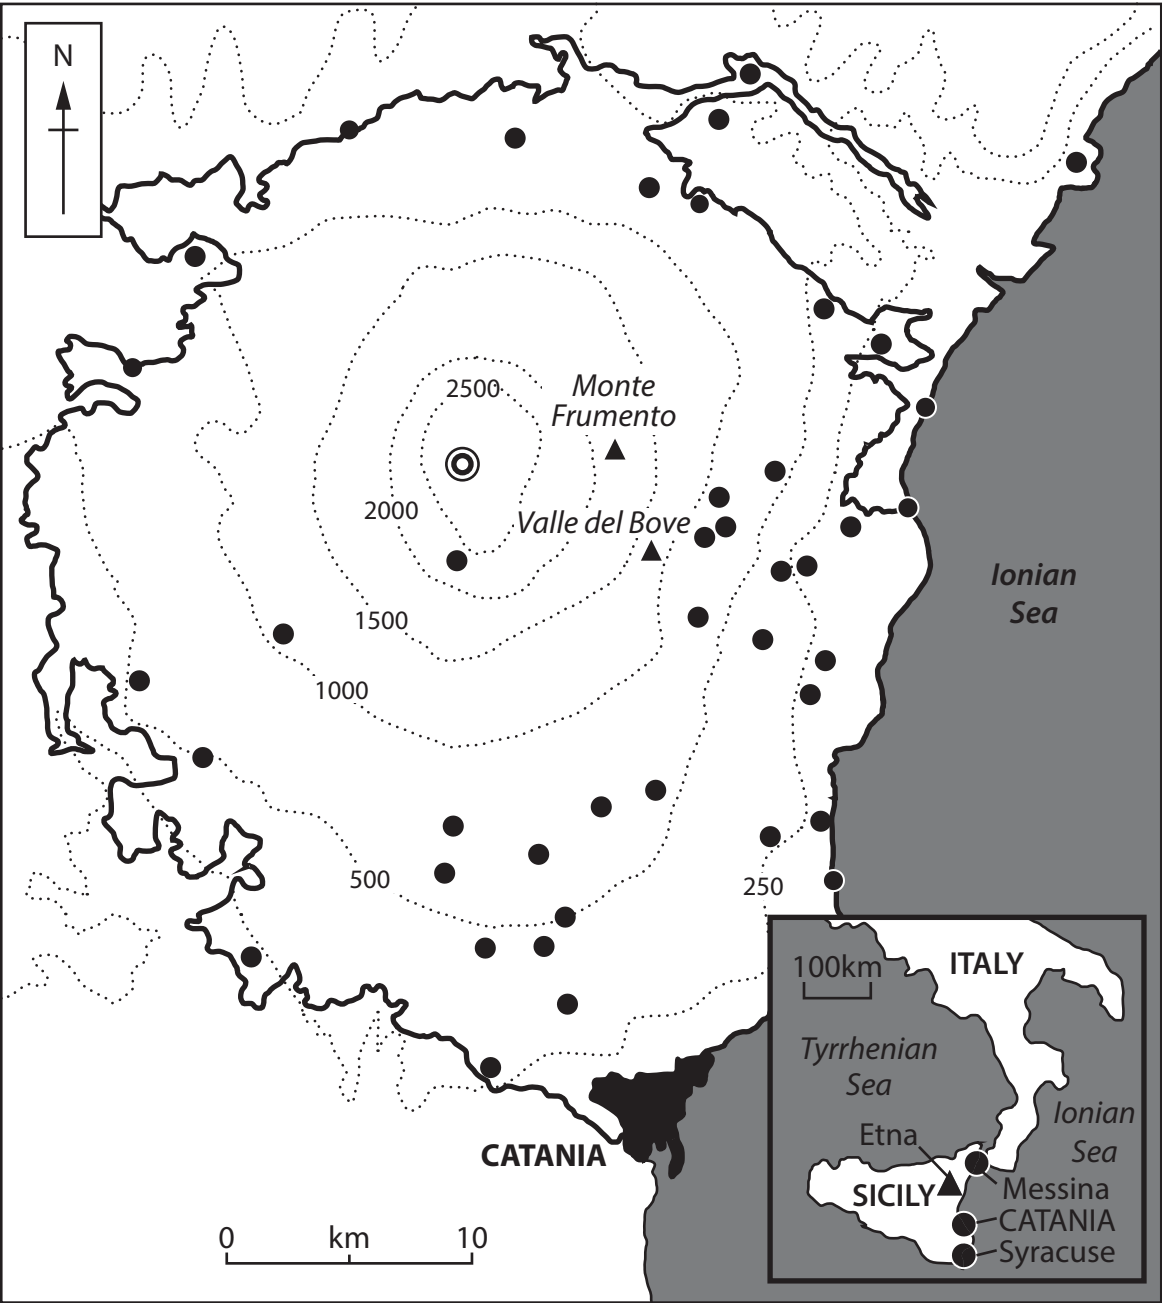 N
2500
Monte
Frumento
2000
Valle del Bove
Ionian
Sea
1500
1000
500
250
CATANIA
0 km 10
100km
ITALY
Tyrrhenian
Sea
Ionian
Sea
Etna
SICILY
Messina
CATANIA
Syracuse